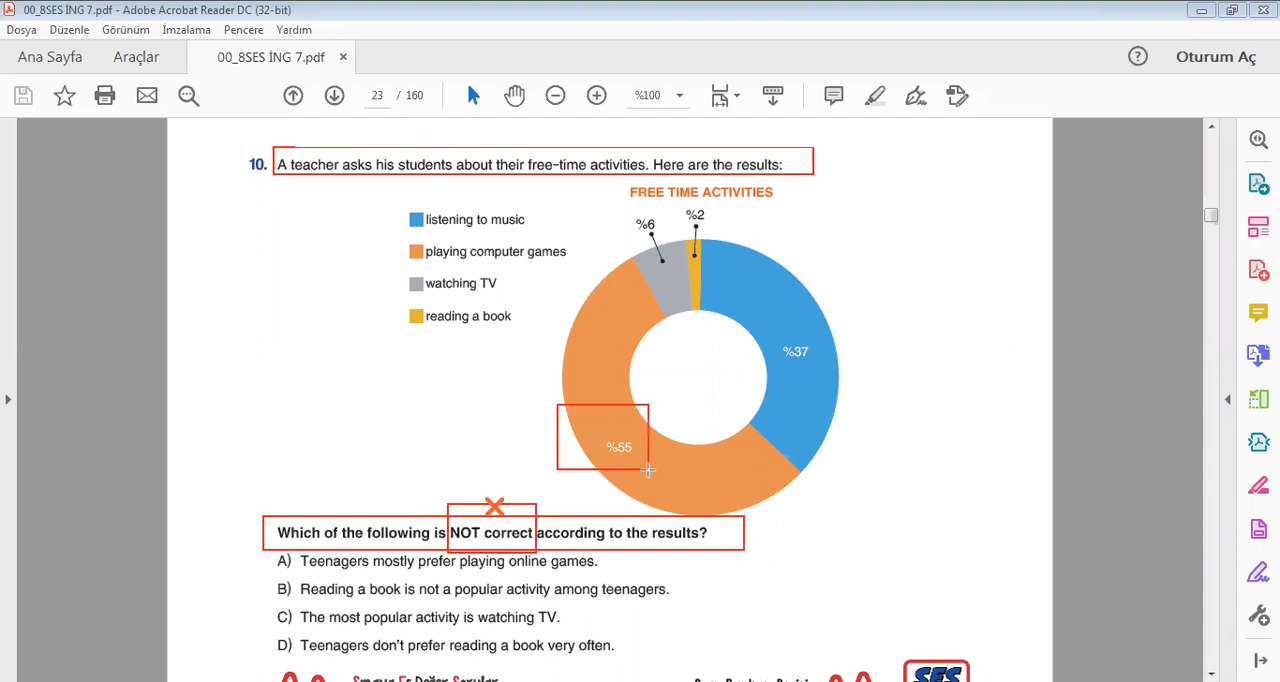 00_8SES İNG 7.pdf - Adobe Acrobat Reader DC (32-bit)
Dosya Düzenle Görünüm İmzalama Pencere Yardım
Ana Sayfa Araçlar 00_8SES İNG 7.pdf × Oturum Aç
23 / 160 %100
10. A teacher asks his students about their free-time activities. Here are the results:
FREE TIME ACTIVITIES
listening to music
playing computer games
watching TV
reading a book
%6
%2
%37
%55
Which of the following is NOT correct according to the results?
A) Teenagers mostly prefer playing online games.
B) Reading a book is not a popular activity among teenagers.
C) The most popular activity is watching TV.
D) Teenagers don't prefer reading a book very often.
SES